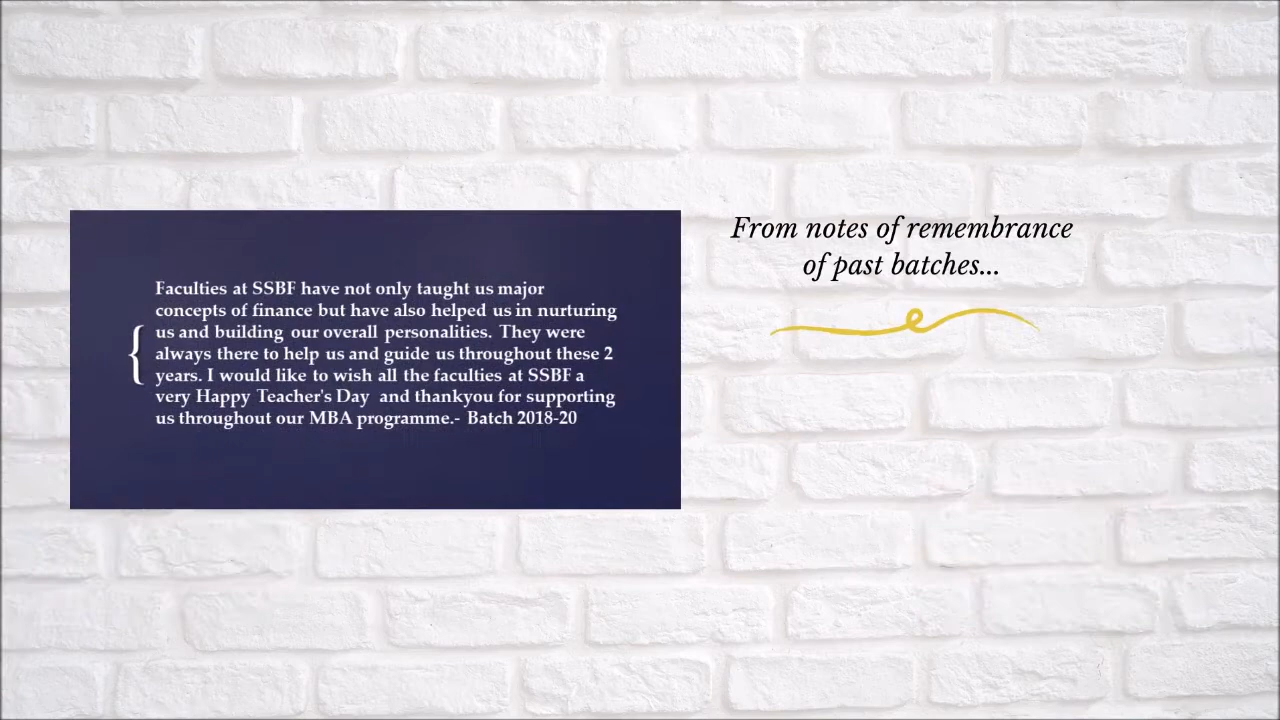 Faculties at SSBF have not only taught us major
concepts of finance but have also helped us in nurturing
{ us and building our overall personalities. They were
always there to help us and guide us throughout these 2
years. I would like to wish all the faculties at SSBF a
very Happy Teacher's Day and thankyou for supporting
us throughout our MBA programme.- Batch 2018-20
From notes of remembrance
of past batches...